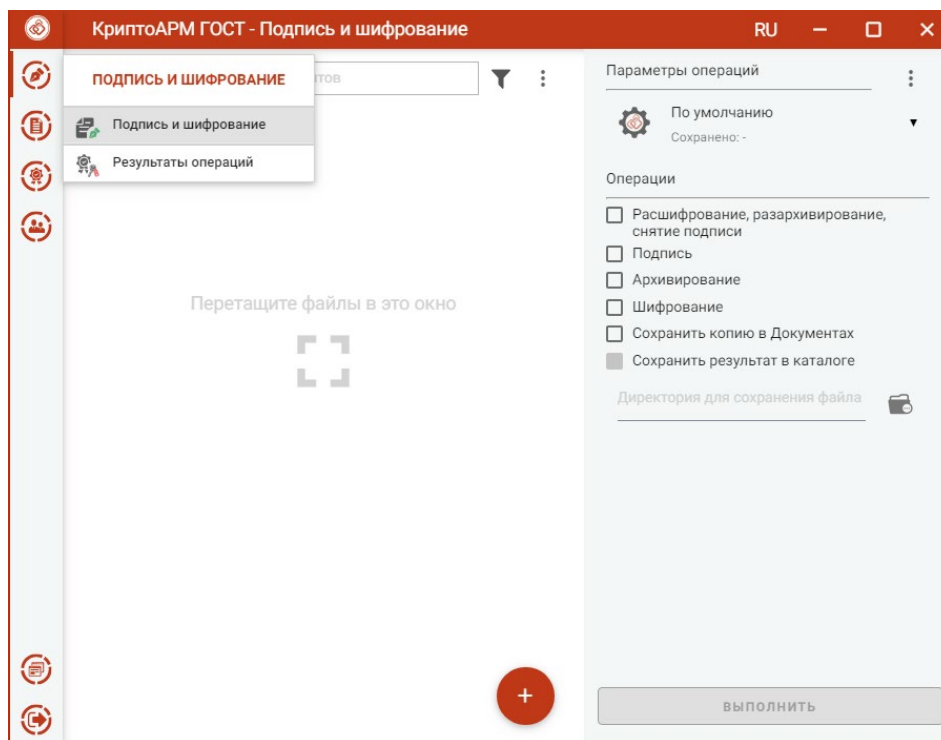 КриптоАРМ ГОСТ - Подпись и шифрование
RU
ПОДПИСЬ И ШИФРОВАНИЕ
Подпись и шифрование
Результаты операций
Перетащите файлы в это окно
+
Параметры операций
По умолчанию
Сохранено: -
Операции
Расшифрование, разархивирование,
снятие подписи
Подпись
Архивирование
Шифрование
Сохранить копию в Документах
Сохранить результат в каталоге
Директория для сохранения файла
ВЫПОЛНИТЬ